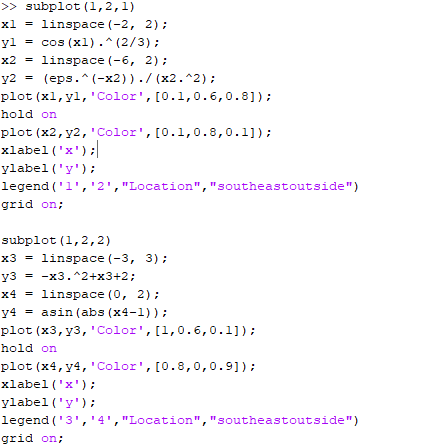 >> subplot(1,2,1)
x1 = linspace(-2, 2);
y1 = cos(x1).^(2/3);
x2 = linspace(-6, 2);
y2 = (eps.^(-x2))./(x2.^2);
plot(x1,y1,'Color',[0.1,0.6,0.8]);
hold on
plot(x2,y2,'Color',[0.1,0.8,0.1]);
xlabel('x');
ylabel('y');
legend('1','2',"Location","southeastoutside")
grid on;
subplot(1,2,2)
x3 = linspace(-3, 3);
y3 = -x3.^2+x3+2;
x4 = linspace(0, 2);
y4 = asin(abs(x4-1));
plot(x3,y3,'Color',[1,0.6,0.1]);
hold on
plot(x4,y4,'Color',[0.8,0,0.9]);
xlabel('x');
ylabel('y');
legend('3','4',"Location","southeastoutside")
grid on;